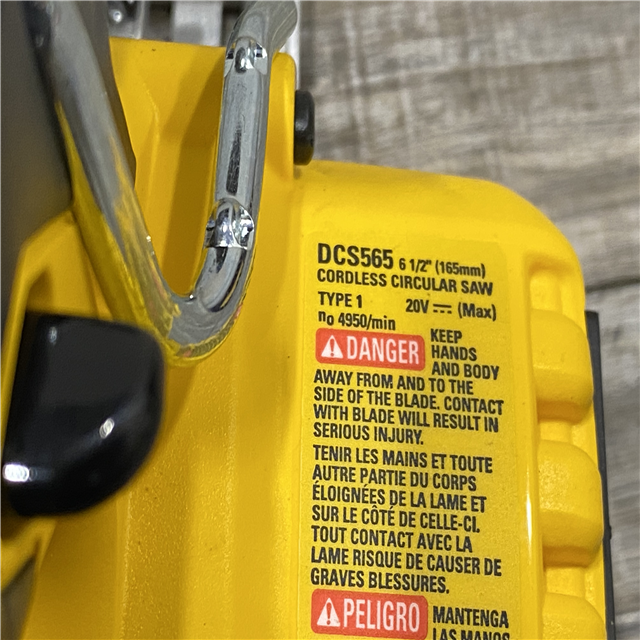 DCS565 6 1/2" (165mm)
CORDLESS CIRCULAR SAW
TYPE 1 20V ⎓ (Max)
n₀ 4950/min
⚠DANGER KEEP
HANDS
AND BODY
AWAY FROM AND TO THE
SIDE OF THE BLADE. CONTACT
WITH BLADE WILL RESULT IN
SERIOUS INJURY.
TENIR LES MAINS ET TOUTE
AUTRE PARTIE DU CORPS
ÉLOIGNÉES DE LA LAME ET
SUR LE CÔTÉ DE CELLE-CI.
TOUT CONTACT AVEC LA
LAME RISQUE DE CAUSER DE
GRAVES BLESSURES.
⚠PELIGRO MANTENGA
LAS MANOS